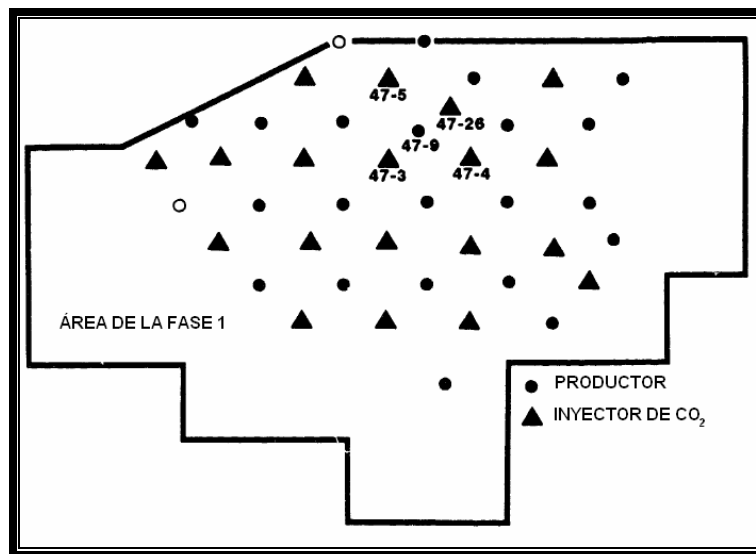 47-5
47-26
47-9
47-3
47-4
ÁREA DE LA FASE 1
PRODUCTOR
INYECTOR DE CO₂